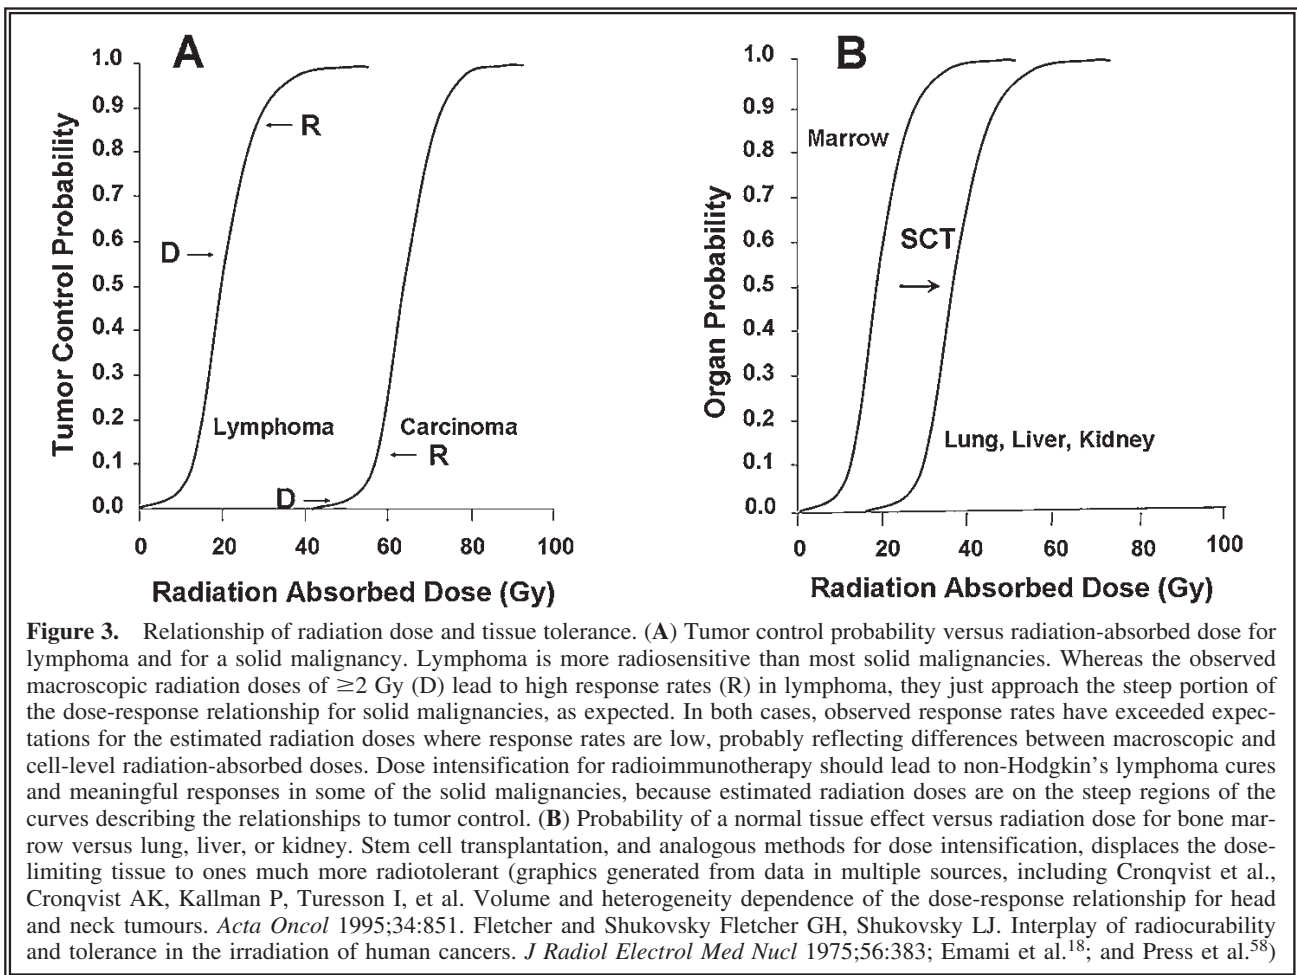 A
1.0
0.9
0.8
0.7
0.6
0.5
0.4
0.3
0.2
0.1
0.0
Tumor Control Probability
R
D
Lymphoma
Carcinoma
R
D
0 20 40 60 80 100
Radiation Absorbed Dose (Gy)
B
1.0
0.9
0.8
0.7
0.6
0.5
0.4
0.3
0.2
0.1
0.0
Organ Probability
Marrow
SCT
Lung, Liver, Kidney
0 20 40 60 80 100
Radiation Absorbed Dose (Gy)
Figure 3. Relationship of radiation dose and tissue tolerance. (A) Tumor control probability versus radiation-absorbed dose for
lymphoma and for a solid malignancy. Lymphoma is more radiosensitive than most solid malignancies. Whereas the observed
macroscopic radiation doses of ≥2 Gy (D) lead to high response rates (R) in lymphoma, they just approach the steep portion of
the dose-response relationship for solid malignancies, as expected. In both cases, observed response rates have exceeded expec-
tations for the estimated radiation doses where response rates are low, probably reflecting differences between macroscopic and
cell-level radiation-absorbed doses. Dose intensification for radioimmunotherapy should lead to non-Hodgkin's lymphoma cures
and meaningful responses in some of the solid malignancies, because estimated radiation doses are on the steep regions of the
curves describing the relationships to tumor control. (B) Probability of a normal tissue effect versus radiation dose for bone mar-
row versus lung, liver, or kidney. Stem cell transplantation, and analogous methods for dose intensification, displaces the dose-
limiting tissue to ones much more radiotolerant (graphics generated from data in multiple sources, including Cronqvist et al.,
Cronqvist AK, Kallman P, Turesson I, et al. Volume and heterogeneity dependence of the dose-response relationship for head
and neck tumours. Acta Oncol 1995;34:851. Fletcher and Shukovsky Fletcher GH, Shukovsky LJ. Interplay of radiocurability
and tolerance in the irradiation of human cancers. J Radiol Electrol Med Nucl 1975;56:383; Emami et al.18; and Press et al.58)